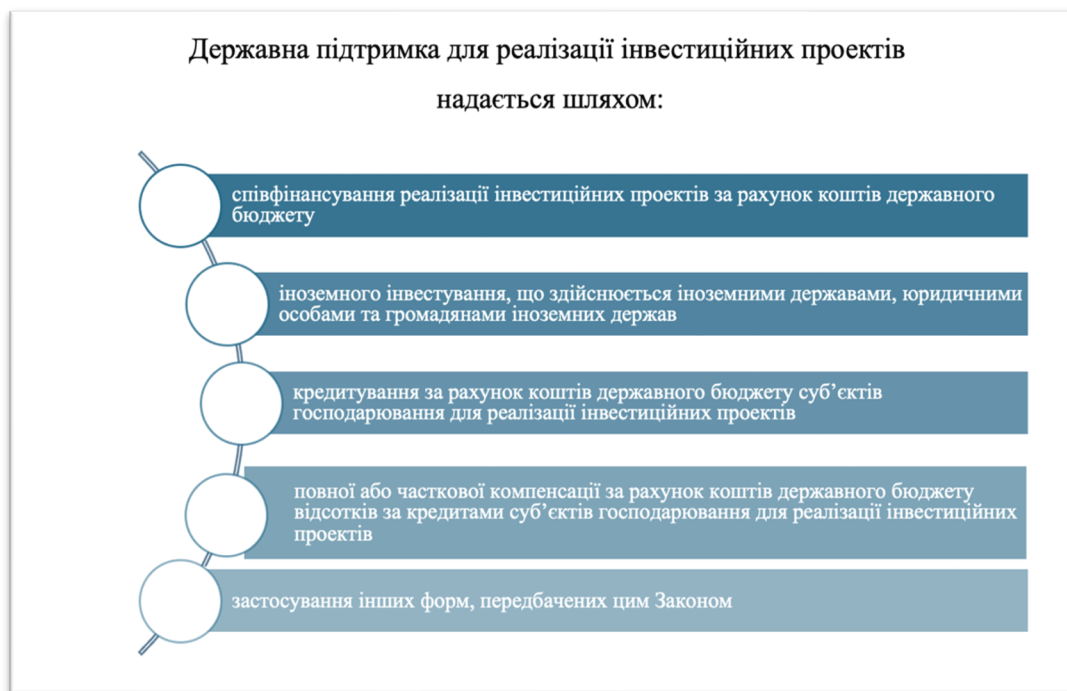 Державна підтримка для реалізації інвестиційних проектів
надається шляхом:
співфінансування реалізації інвестиційних проектів за рахунок коштів державного
бюджету
іноземного інвестування, що здійснюється іноземними державами, юридичними
особами та громадянами іноземних держав
кредитування за рахунок коштів державного бюджету суб’єктів
господарювання для реалізації інвестиційних проектів
повної або часткової компенсації за рахунок коштів державного бюджету
відсотків за кредитами суб’єктів господарювання для реалізації інвестиційних
проектів
застосування інших форм, передбачених цим Законом